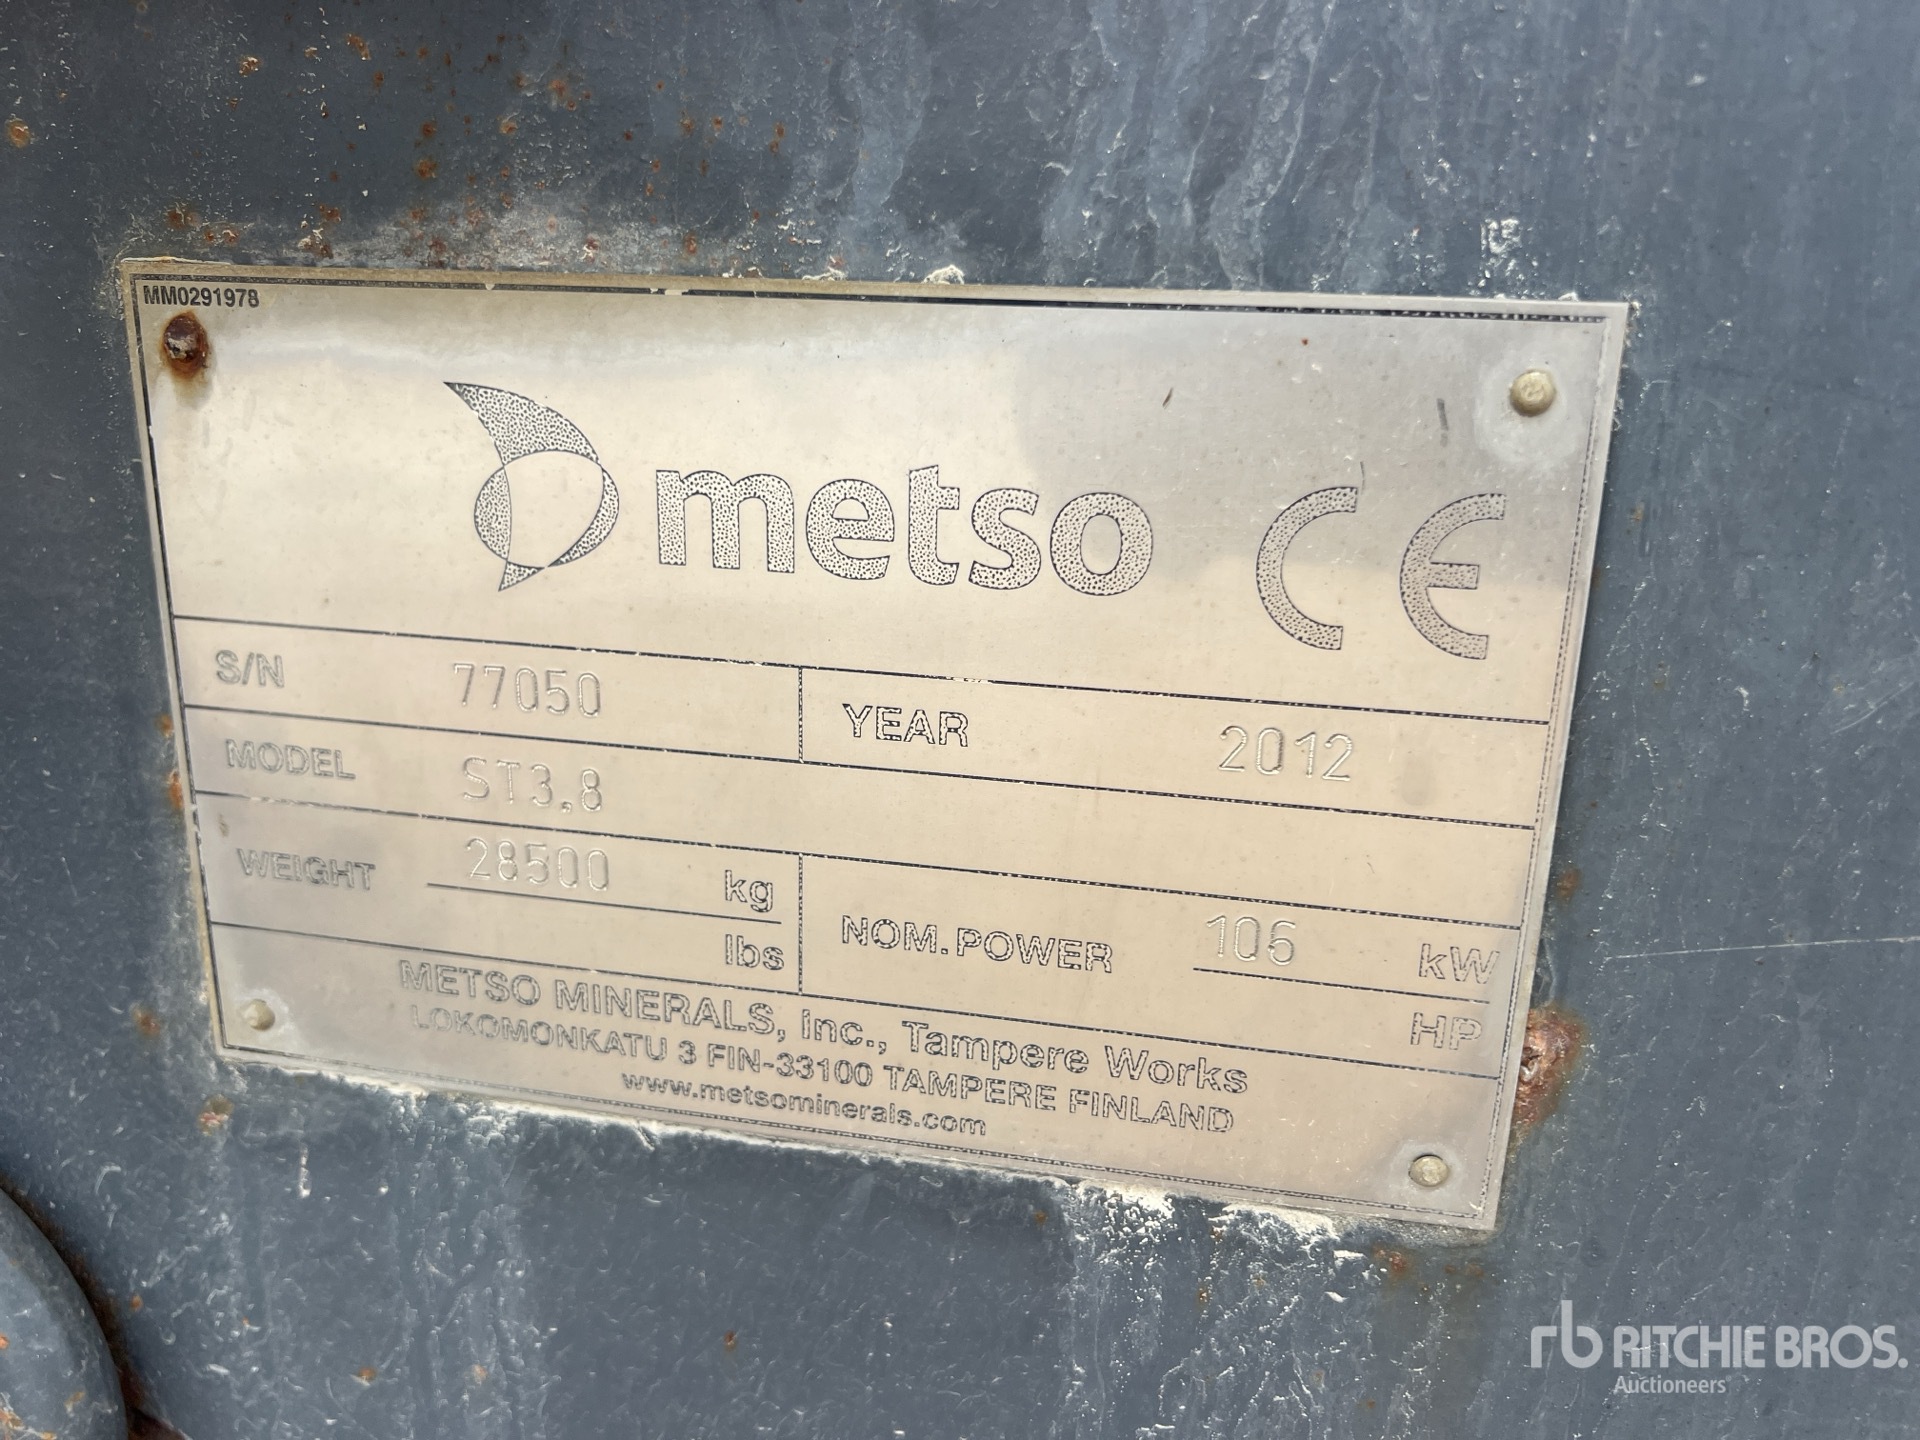 MM0291978
metso CE
S/N 77050 YEAR 2012
MODEL ST3,8
WEIGHT 28500 kg
lbs
NOM. POWER 106 kW
HP
METSO MINERALS, Inc., Tampere Works
LOKOMONKATU 3 FIN-33100 TAMPERE FINLAND
www.metsominerals.com
rb RITCHIE BROS.
Auctioneers